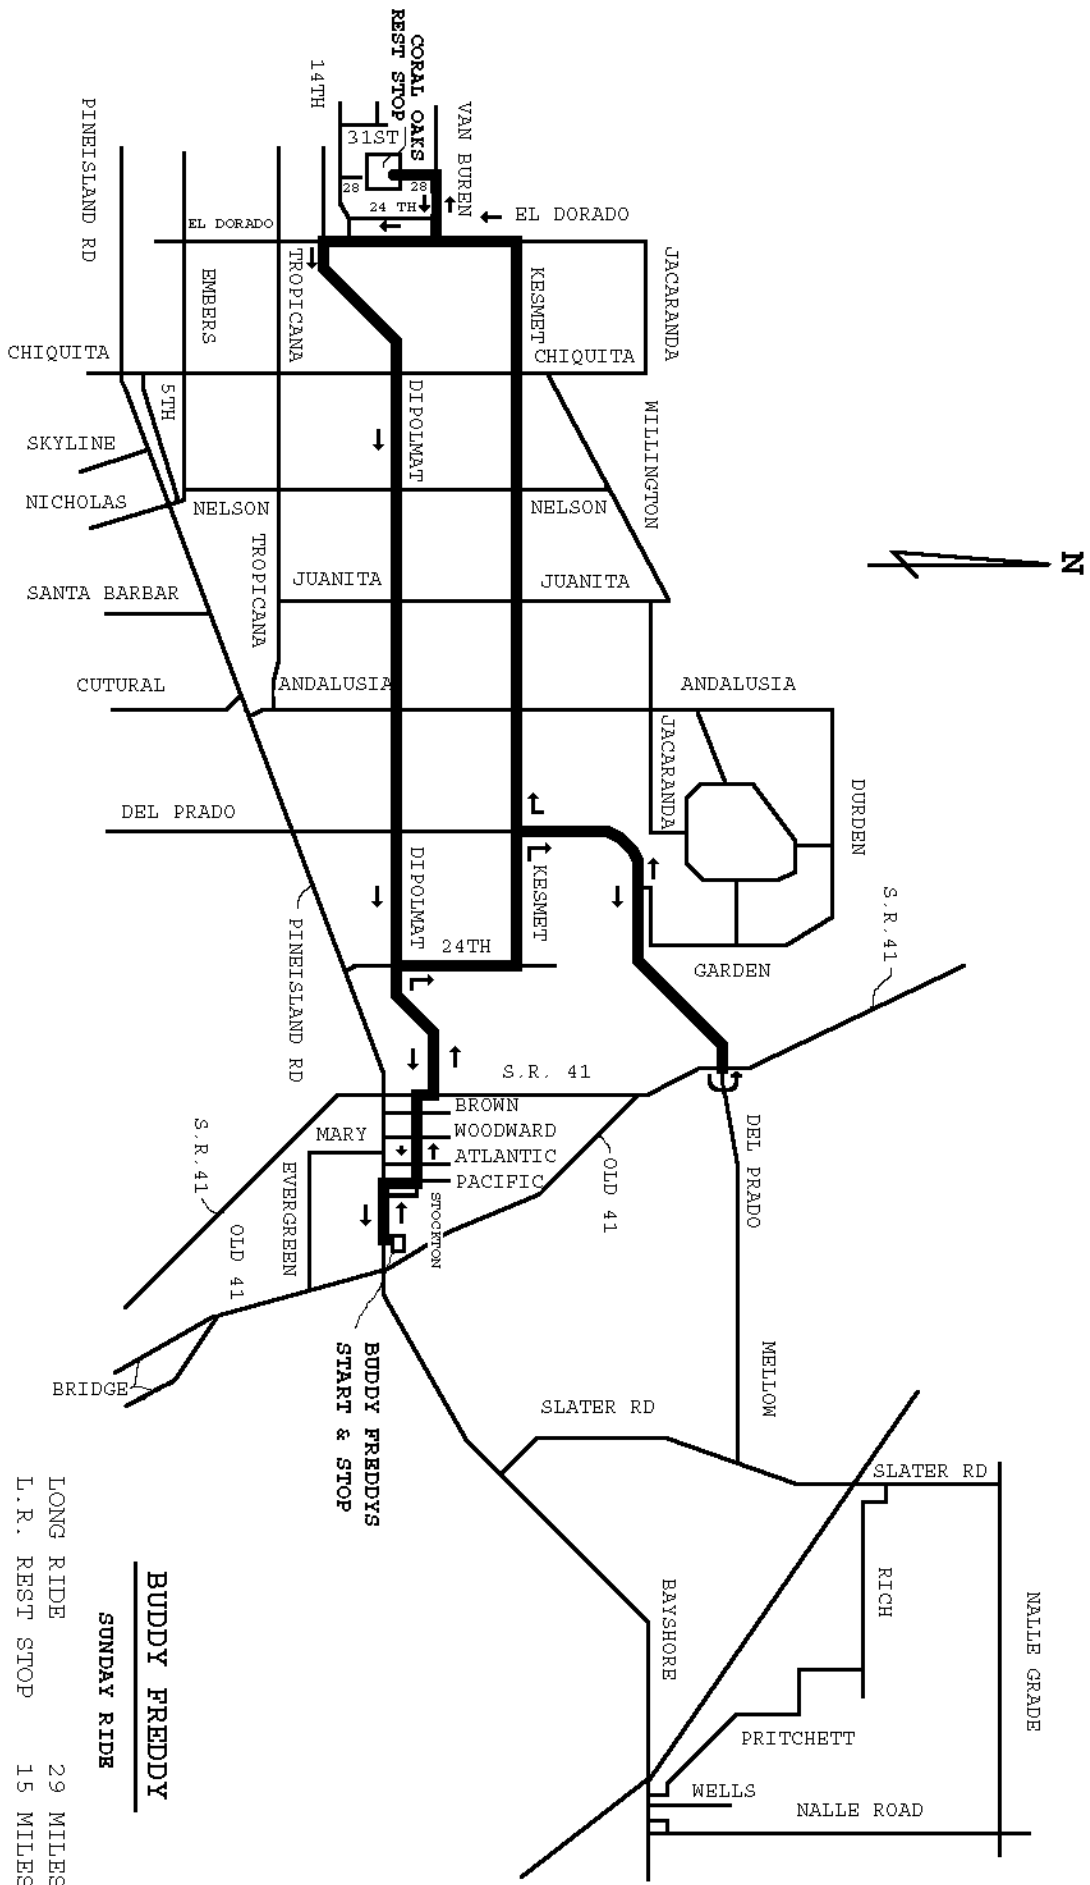 CORAL OAKS
REST STOP
14TH
PINEISLAND RD
31ST
28
28
24 TH
VAN BUREN
EL DORADO
EL DORADO
EMBERS
TROPICANA
KESMET
JACARANDA
CHIQUITA
CHIQUITA
5TH
SKYLINE
NICHOLAS
DIPOLMAT
WILLINGTON
NELSON
NELSON
N
TROPICANA
JUANITA
JUANITA
SANTA BARBAR
CUTURAL
ANDALUSIA
ANDALUSIA
JACARANDA
DURDEN
DEL PRADO
DIPOLMAT
KESMET
24TH
GARDEN
S.R.41
PINEISLAND RD
S.R. 41
BROWN
WOODWARD
ATLANTIC
PACIFIC
MARY
EVERGREEN
S.R.41
OLD 41
STOCKTON
OLD 41
DEL PRADO
BRIDGE
BUDDY FREDDYS
START & STOP
MELLOW
SLATER RD
SLATER RD
RICH
NALLE GRADE
BAYSHORE
PRITCHETT
WELLS
NALLE ROAD
BUDDY FREDDY
SUNDAY RIDE
LONG RIDE 29 MILES
L.R. REST STOP 15 MILES